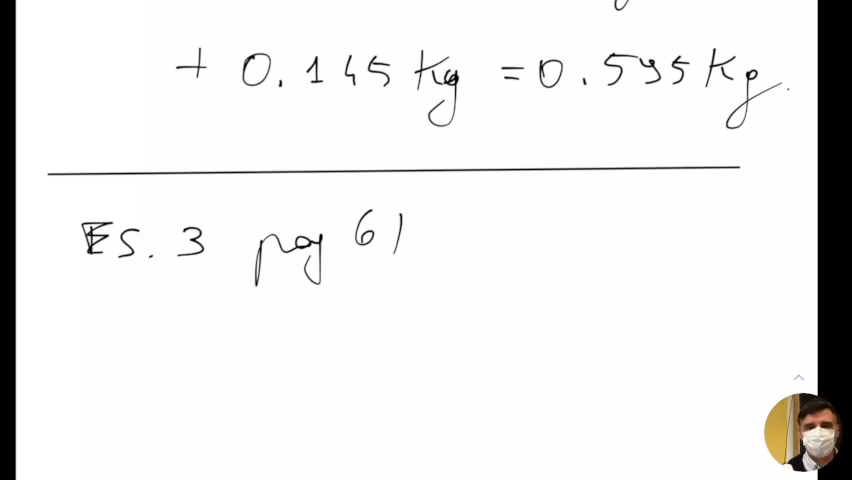 + 0.145 Kg = 0.595 Kg.
ES. 3 pag 61